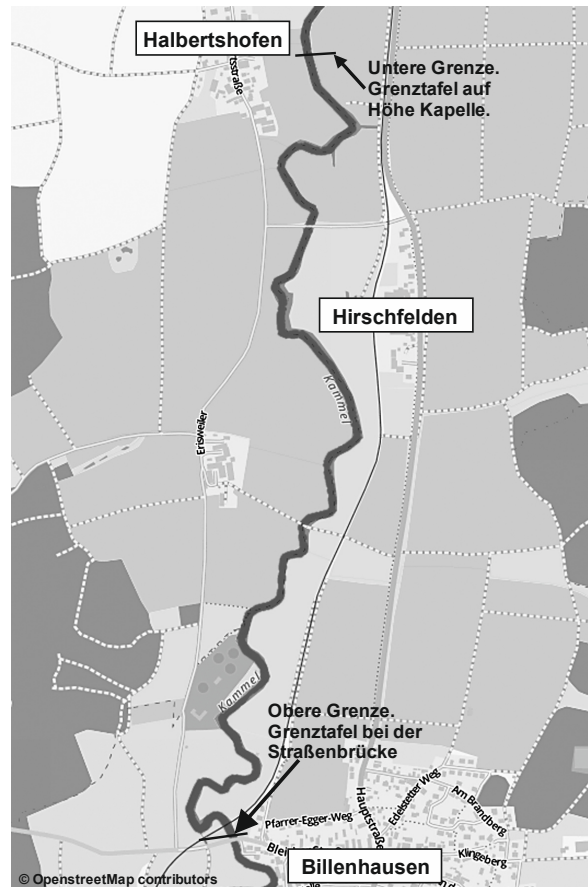 Halbertshofen
rtsstraße
Untere Grenze.
Grenztafel auf
Höhe Kapelle.
Hirschfelden
Kammel
Erisweiler
Kammel
Obere Grenze.
Grenztafel bei der
Straßenbrücke
Pfarrer-Egger-Weg
Hauptstraße
Edelstetter Weg
Am Brandberg
Klingeberg
Billenhausen
© OpenstreetMap contributors